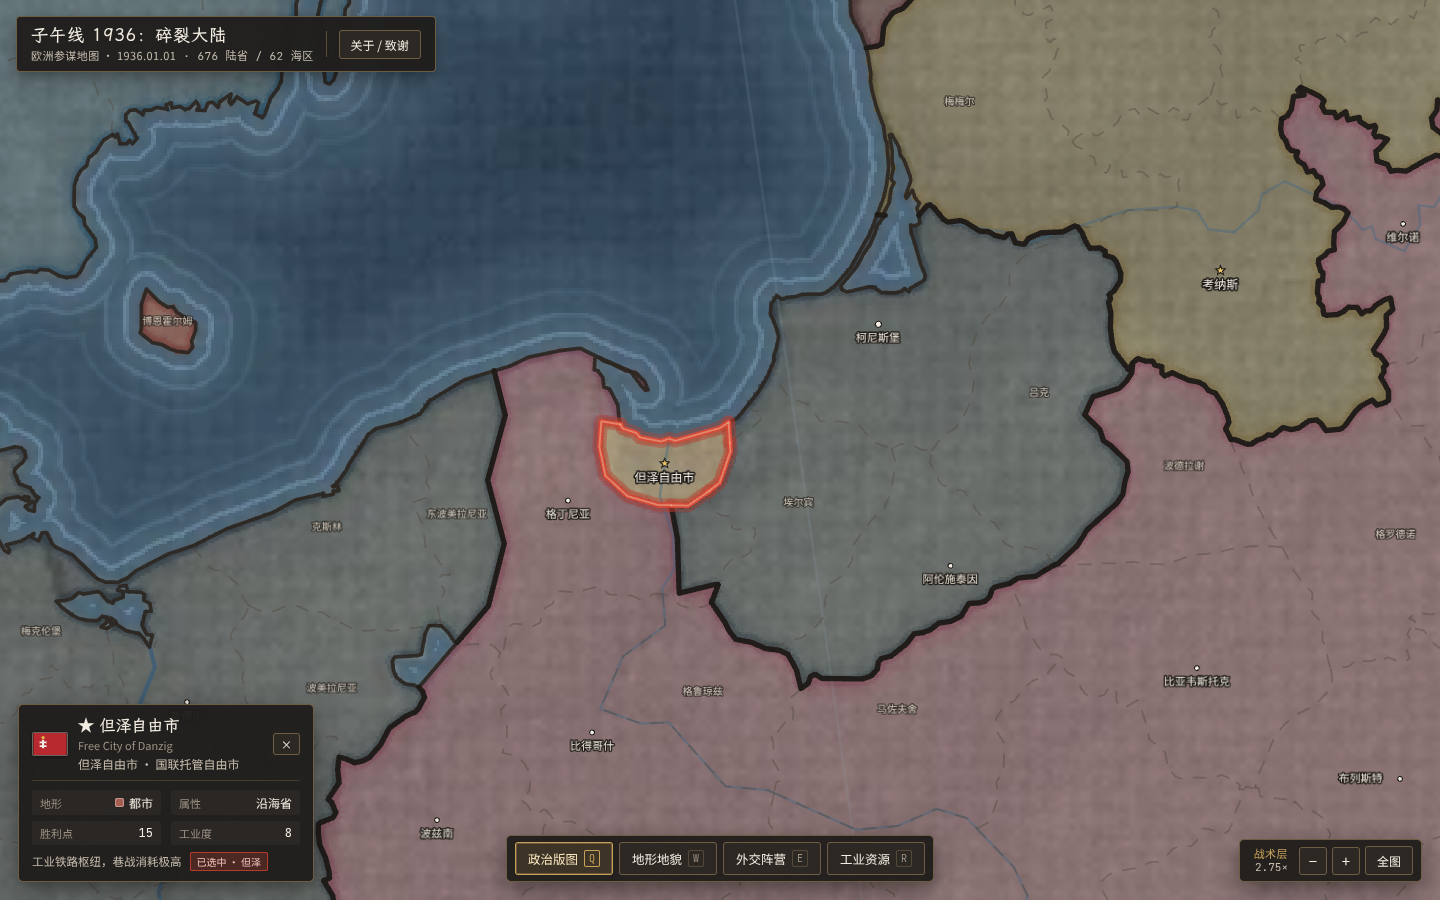 子午线 1936：碎裂大陆
欧洲参谋地图 · 1936.01.01 · 676 陆省 / 62 海区
关于 / 致谢
梅梅尔
维尔诺
考纳斯
博恩霍尔姆
柯尼斯堡
吕克
波德拉谢
但泽自由市
埃尔宾
格丁尼亚
东波美拉尼亚
克斯林
格罗德诺
阿伦施泰因
梅克伦堡
波美拉尼亚
格鲁琼兹
马佐夫舍
比亚韦斯托克
比得哥什
布列斯特
波兹南
★ 但泽自由市
Free City of Danzig
但泽自由市 · 国联托管自由市
×
地形 都市
属性 沿海省
胜利点 15
工业度 8
工业铁路枢纽，巷战消耗极高 已选中 · 但泽
政治版图 Q
地形地貌 W
外交阵营 E
工业资源 R
战术层
2.75×
−
+
全图